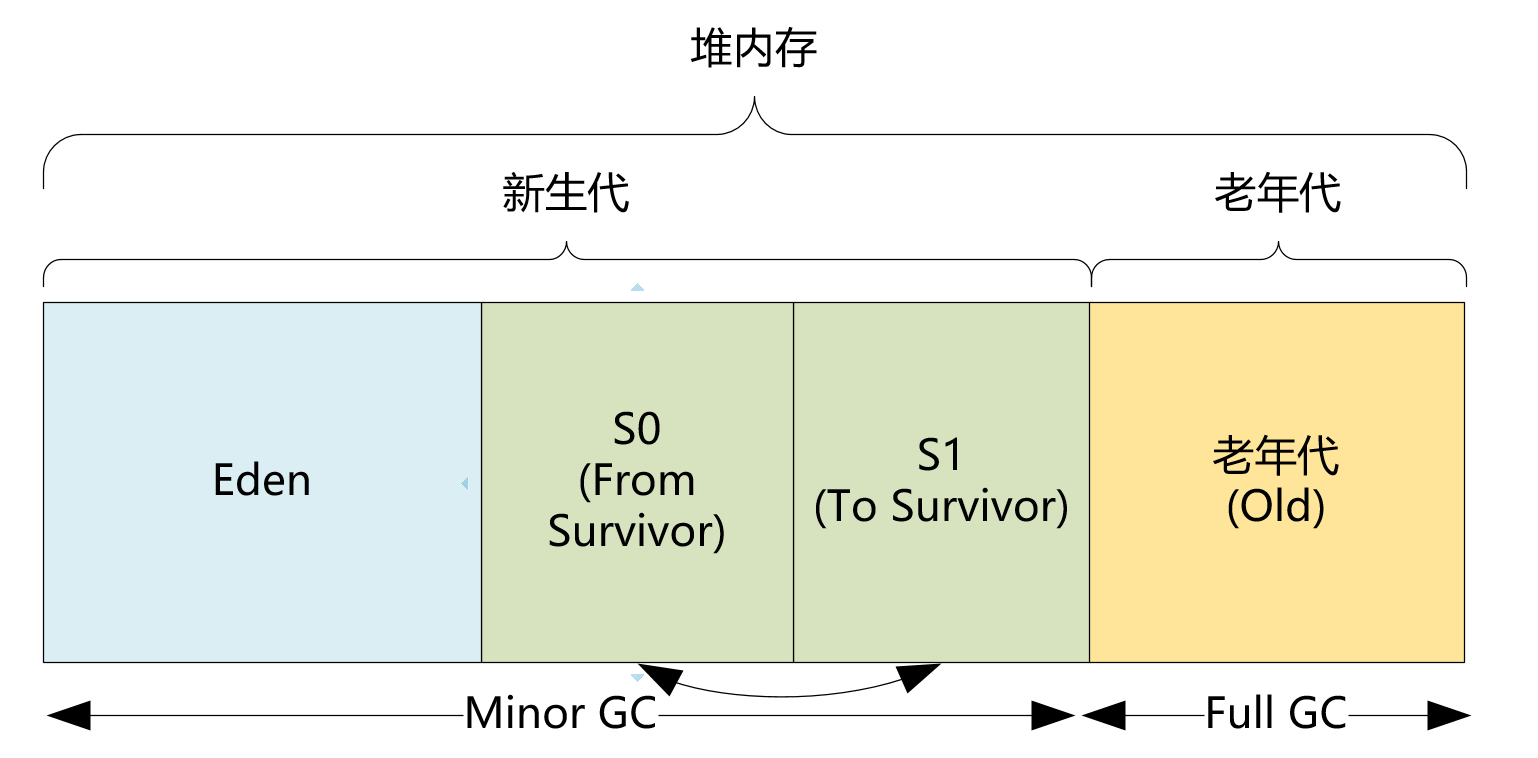 堆内存
新生代
老年代
Eden
S0
(From
Survivor)
S1
(To Survivor)
老年代
(Old)
Minor GC
Full GC